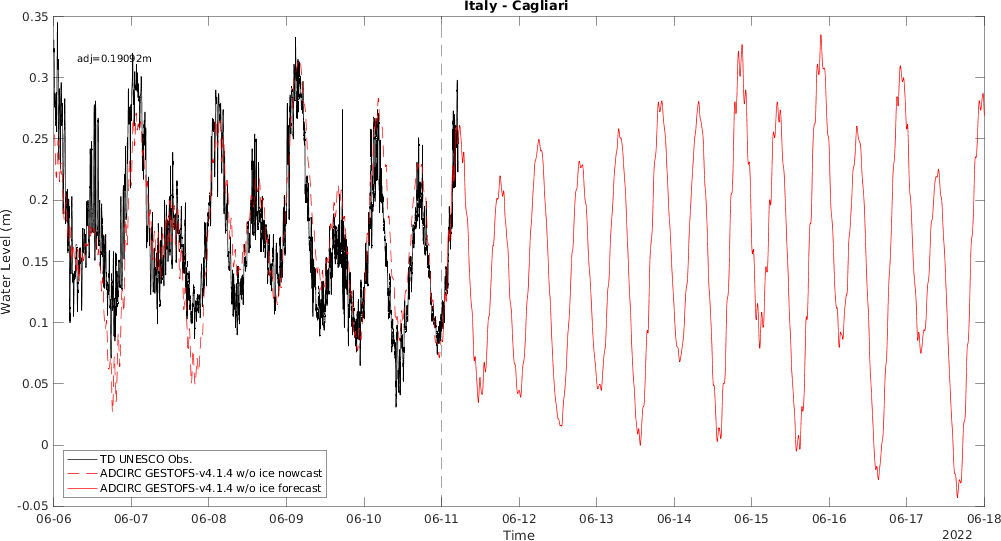 Italy - Cagliari
0.35
0.3
0.25
0.2
0.15
0.1
0.05
0
-0.05
Water Level (m)
adj=0.19092m
TD UNESCO Obs.
ADCIRC GESTOFS-v4.1.4 w/o ice nowcast
ADCIRC GESTOFS-v4.1.4 w/o ice forecast
06-06 06-07 06-08 06-09 06-10 06-11 06-12 06-13 06-14 06-15 06-16 06-17 06-18
Time
2022